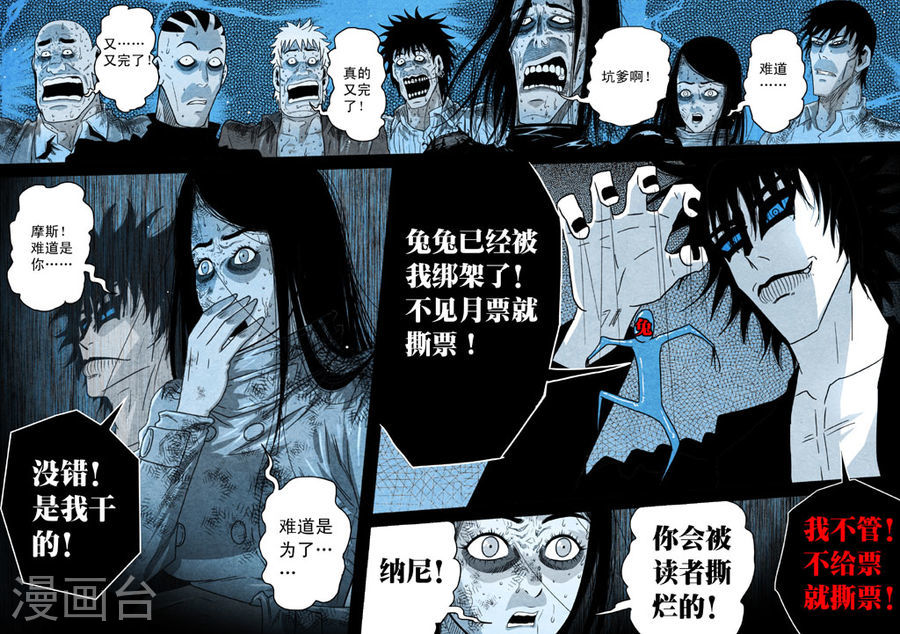 又……
又完了！
真的
又完
了！
坑爹啊！
难道
……
摩斯！
难道是
你……
没错！
是我干
的！
难道是
为了…
……
兔兔已经被
我绑架了！
不见月票就
撕票！
兔
纳尼！
你会被
读者撕
烂的！
我不管！
不给票
就撕票！
漫画台